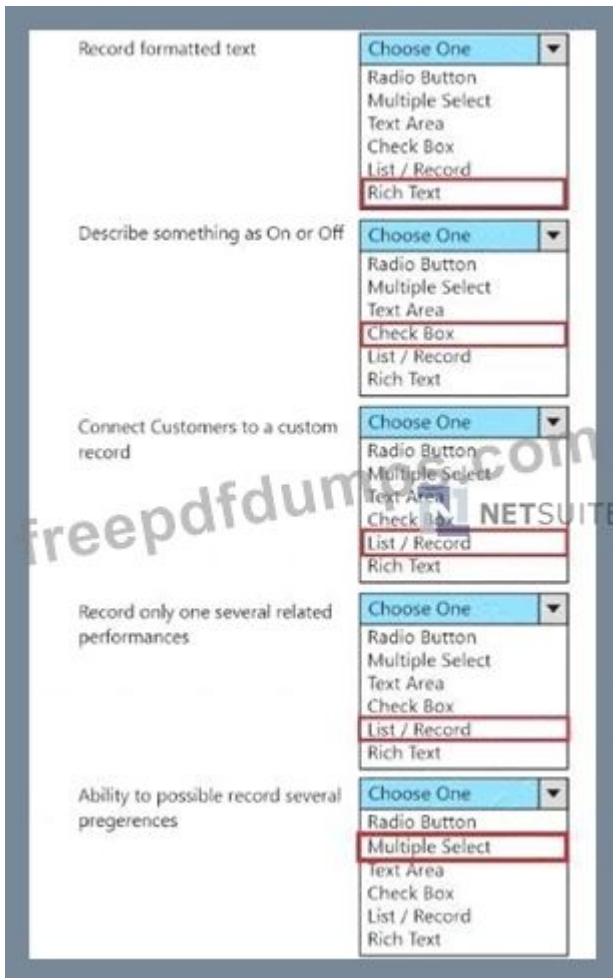 Record formatted text
Choose One
Radio Button
Multiple Select
Text Area
Check Box
List / Record
Rich Text
Describe something as On or Off
Choose One
Radio Button
Multiple Select
Text Area
Check Box
List / Record
Rich Text
Connect Customers to a custom
record
Choose One
Radio Button
Multiple Select
Text Area
Check Box
List / Record
Rich Text
freepdfdumps.com
NETSUITE
Record only one several related
performances
Choose One
Radio Button
Multiple Select
Text Area
Check Box
List / Record
Rich Text
Ability to possible record several
pregerences
Choose One
Radio Button
Multiple Select
Text Area
Check Box
List / Record
Rich Text